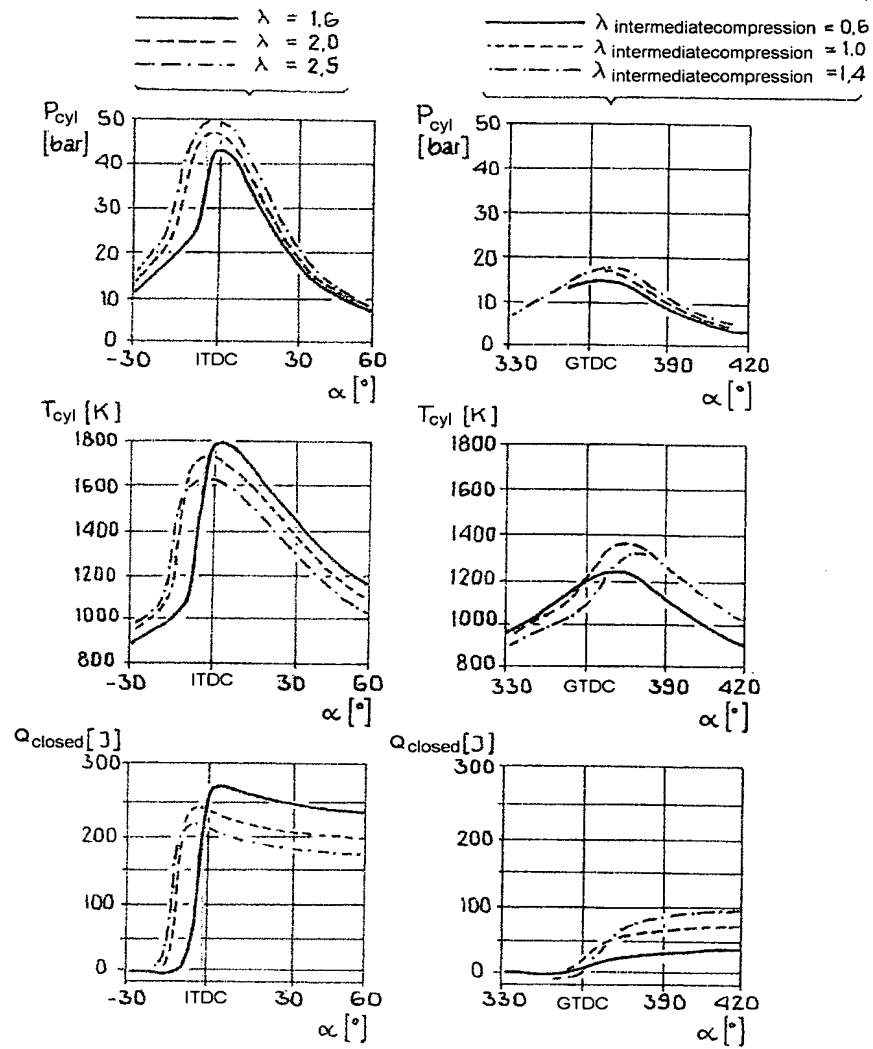 λ = 1,6
λ = 2,0
λ = 2,5
λ intermediatecompression = 0,6
λ intermediatecompression = 1.0
λ intermediatecompression =1,4
Pcyl
[bar]
50
40
30
20
10
0
-30 ITDC 30 60
α [°]
Pcyl
[bar]
50
40
30
20
10
0
330 GTDC 390 420
α [°]
Tcyl [K]
1800
1600
1400
1200
1000
800
-30 ITDC 30 60
α [°]
Tcyl [K]
1800
1600
1400
1200
1000
800
330 GTDC 390 420
α [°]
Qclosed [J]
300
200
100
0
-30 ITDC 30 60
α [°]
Qclosed [J]
300
200
100
0
330 GTDC 390 420
α [°]